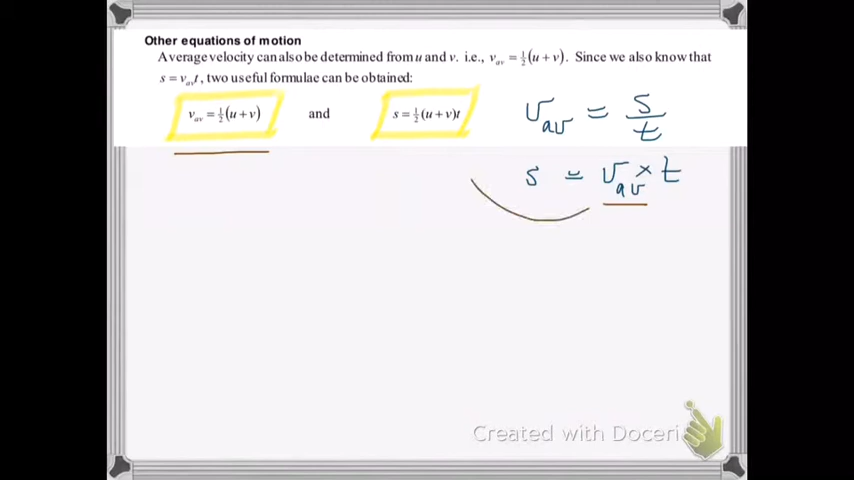 Other equations of motion
Average velocity can also be determined from u and v. i.e., vₐᵥ = ½(u + v). Since we also know that
s = vₐᵥt, two useful formulae can be obtained:
vₐᵥ = ½(u + v) and s = ½(u + v)t
vₐᵥ = s/t
s = vₐᵥ × t
Created with Doceri